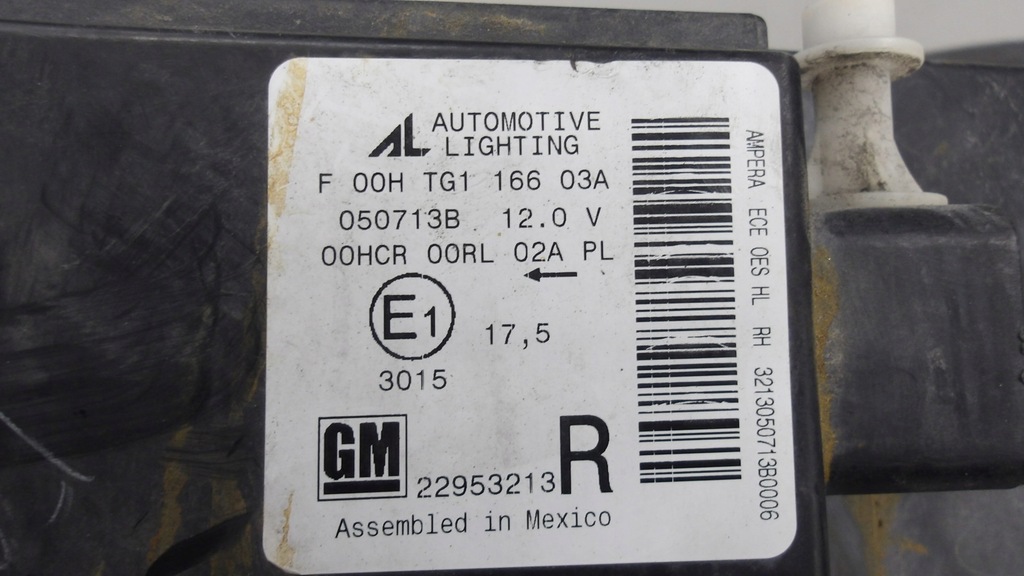 AL AUTOMOTIVE
LIGHTING
F 00H TG1 166 03A
050713B 12.0 V
00HCR 00RL 02A PL
←
E1 17,5
3015
GM 22953213 R
Assembled in Mexico
AMPERA ECE OES HL RH 3213050713B0006